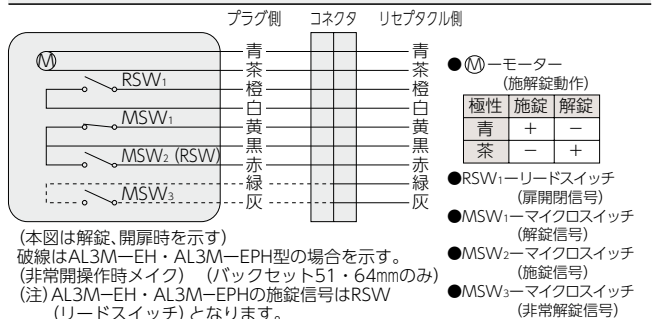 プラグ側 コネクタ リセプタクル側
Ⓜ
RSW₁
MSW₁
MSW₂ (RSW)
MSW₃
青 青
茶 茶
橙 橙
白 白
黄 黄
黒 黒
赤 赤
緑 緑
灰 灰
(本図は解錠、開扉時を示す)
破線はAL3M−EH・AL3M−EPH型の場合を示す。
(非常開操作時メイク) (バックセット51・64㎜のみ)
(注)AL3M−EH・AL3M−EPHの施錠信号はRSW
(リードスイッチ)となります。
●Ⓜ−モーター
(施解錠動作)
極性 施錠 解錠
青 + −
茶 − +
●RSW₁−リードスイッチ
(扉開閉信号)
●MSW₁−マイクロスイッチ
(解錠信号)
●MSW₂−マイクロスイッチ
(施錠信号)
●MSW₃−マイクロスイッチ
(非常解錠信号)